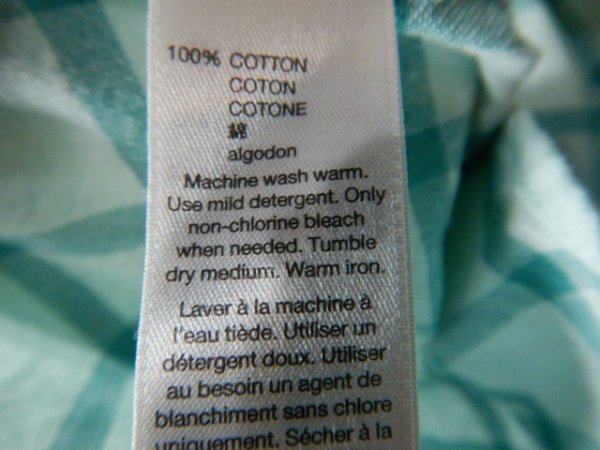 100% COTTON
COTON
COTONE
綿
algodon
Machine wash warm.
Use mild detergent. Only
non-chlorine bleach
when needed. Tumble
dry medium. Warm iron.
Laver à la machine à
l'eau tiède. Utiliser un
détergent doux. Utiliser
au besoin un agent de
blanchiment sans chlore
uniquement. Sécher à la